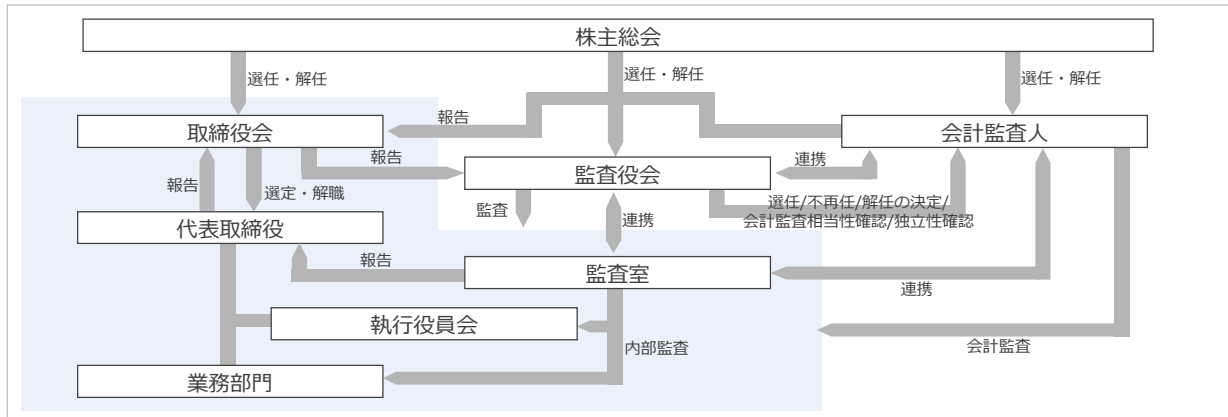 株主総会
選任・解任
選任・解任
選任・解任
報告
取締役会
会計監査人
報告
連携
監査役会
報告
選定・解職
監査
選任/不再任/解任の決定/
会計監査相当性確認/独立性確認
代表取締役
連携
報告
監査室
連携
執行役員会
内部監査
会計監査
業務部門